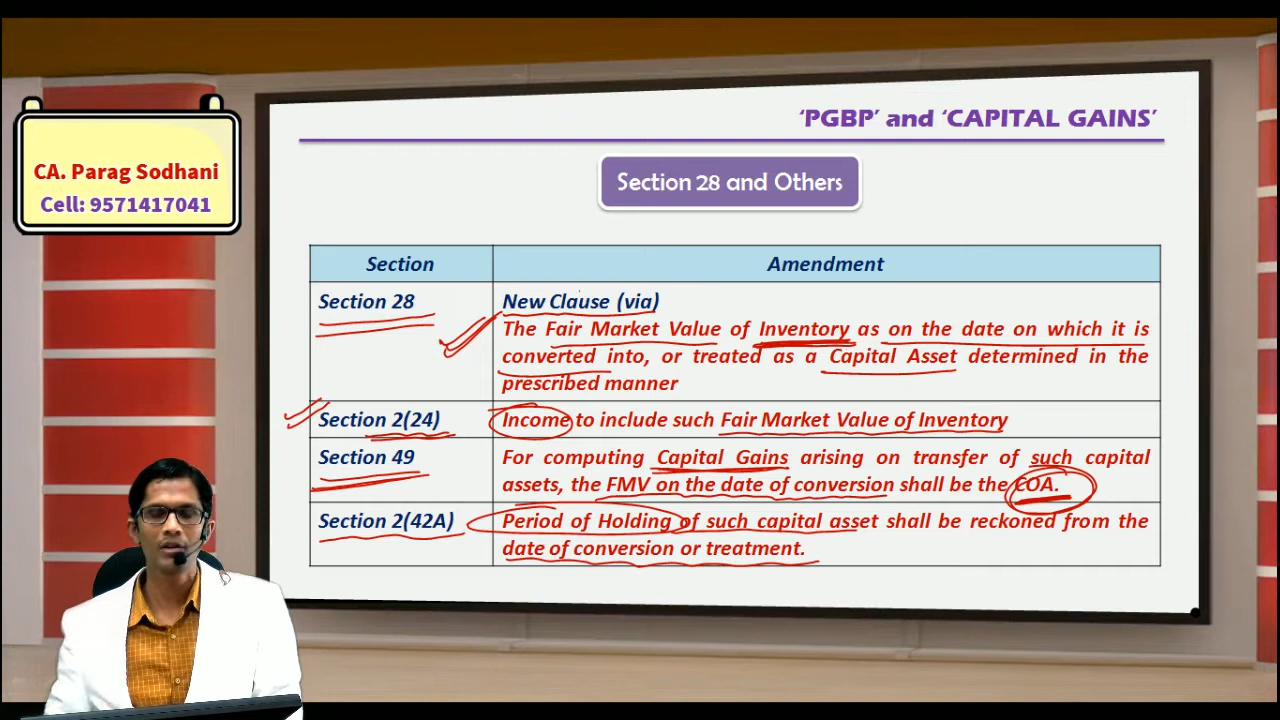 'PGBP' and 'CAPITAL GAINS'
CA. Parag Sodhani
Cell: 9571417041
Section 28 and Others
Section
Amendment
Section 28
New Clause (via)
The Fair Market Value of Inventory as on the date on which it is
converted into, or treated as a Capital Asset determined in the
prescribed manner
Section 2(24)
Income to include such Fair Market Value of Inventory
Section 49
For computing Capital Gains arising on transfer of such capital
assets, the FMV on the date of conversion shall be the COA.
Section 2(42A)
Period of Holding of such capital asset shall be reckoned from the
date of conversion or treatment.